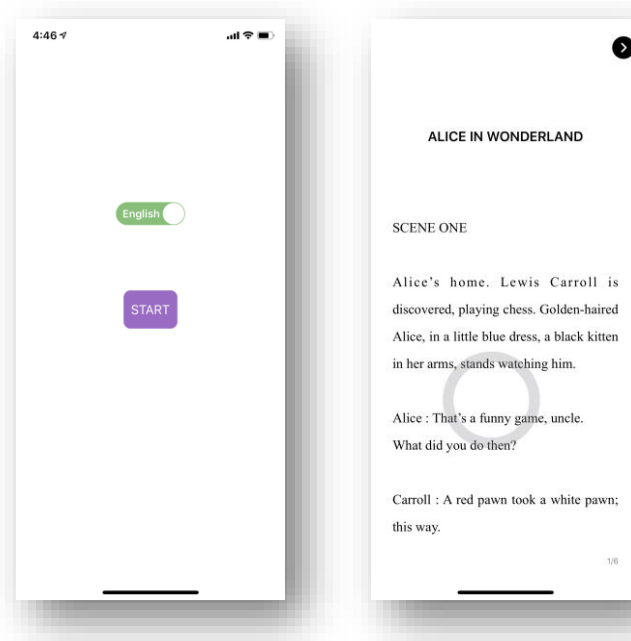 4:46
English
START
ALICE IN WONDERLAND
SCENE ONE
Alice's home. Lewis Carroll is
discovered, playing chess. Golden-haired
Alice, in a little blue dress, a black kitten
in her arms, stands watching him.
Alice : That's a funny game, uncle.
What did you do then?
Carroll : A red pawn took a white pawn;
this way.
1/6